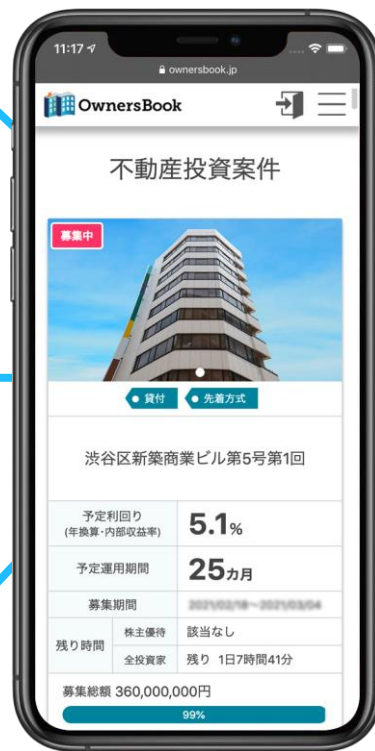 11:17
ownersbook.jp
OwnersBook
不動産投資案件
募集中
貸付
先着方式
渋谷区新築商業ビル第5号第1回
予定利回り
(年換算・内部収益率)
5.1%
予定運用期間
25カ月
募集期間
残り時間
株主優待
該当なし
全投資家
残り 1日7時間41分
募集総額 360,000,000円
99%